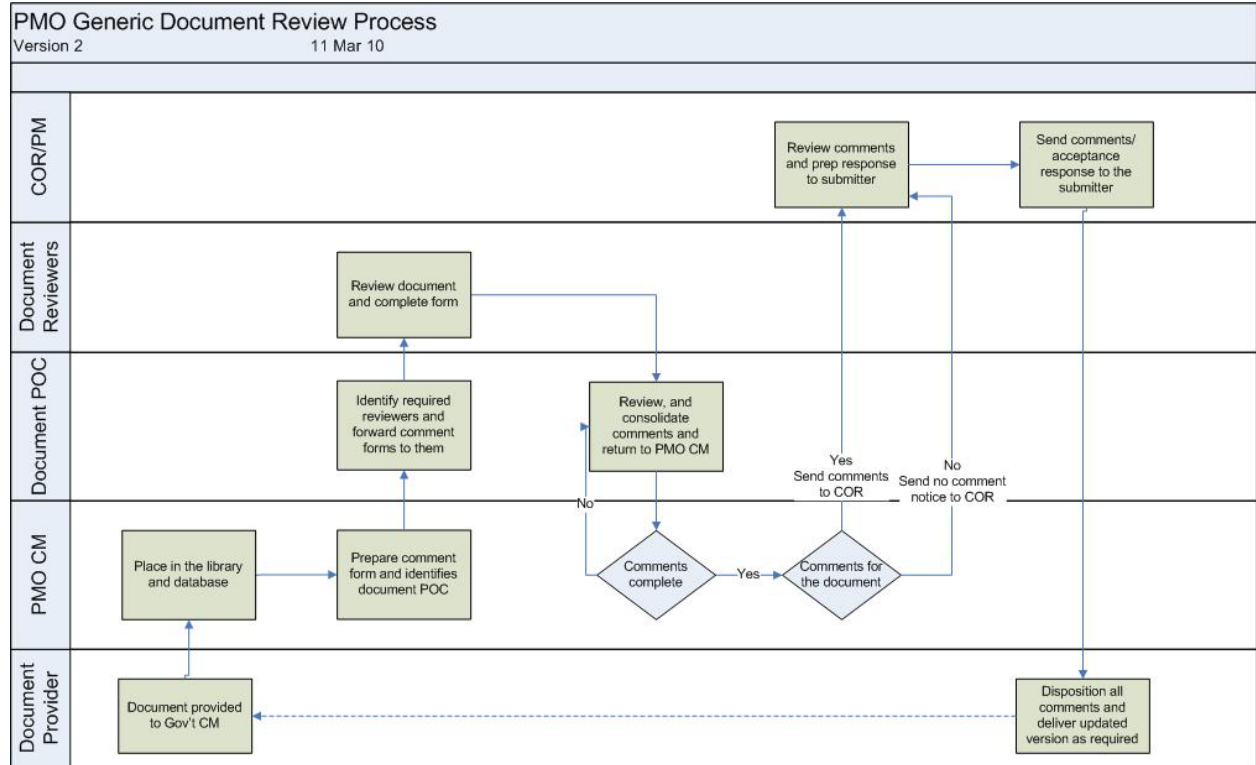 PMO Generic Document Review Process
Version 2
11 Mar 10
COR/PM
Review comments
and prep response
to submitter
Send comments/
acceptance
response to the
submitter
Document
Reviewers
Review document
and complete form
Document POC
Identify required
reviewers and
forward comment
forms to them
Review, and
consolidate
comments and
return to PMO CM
Yes
Send comments
to COR
No
Send no comment
notice to COR
No
PMO CM
Place in the library
and database
Prepare comment
form and identifies
document POC
Comments
complete
Yes
Comments for
the document
Document
Provider
Document provided
to Gov't CM
Disposition all
comments and
deliver updated
version as required